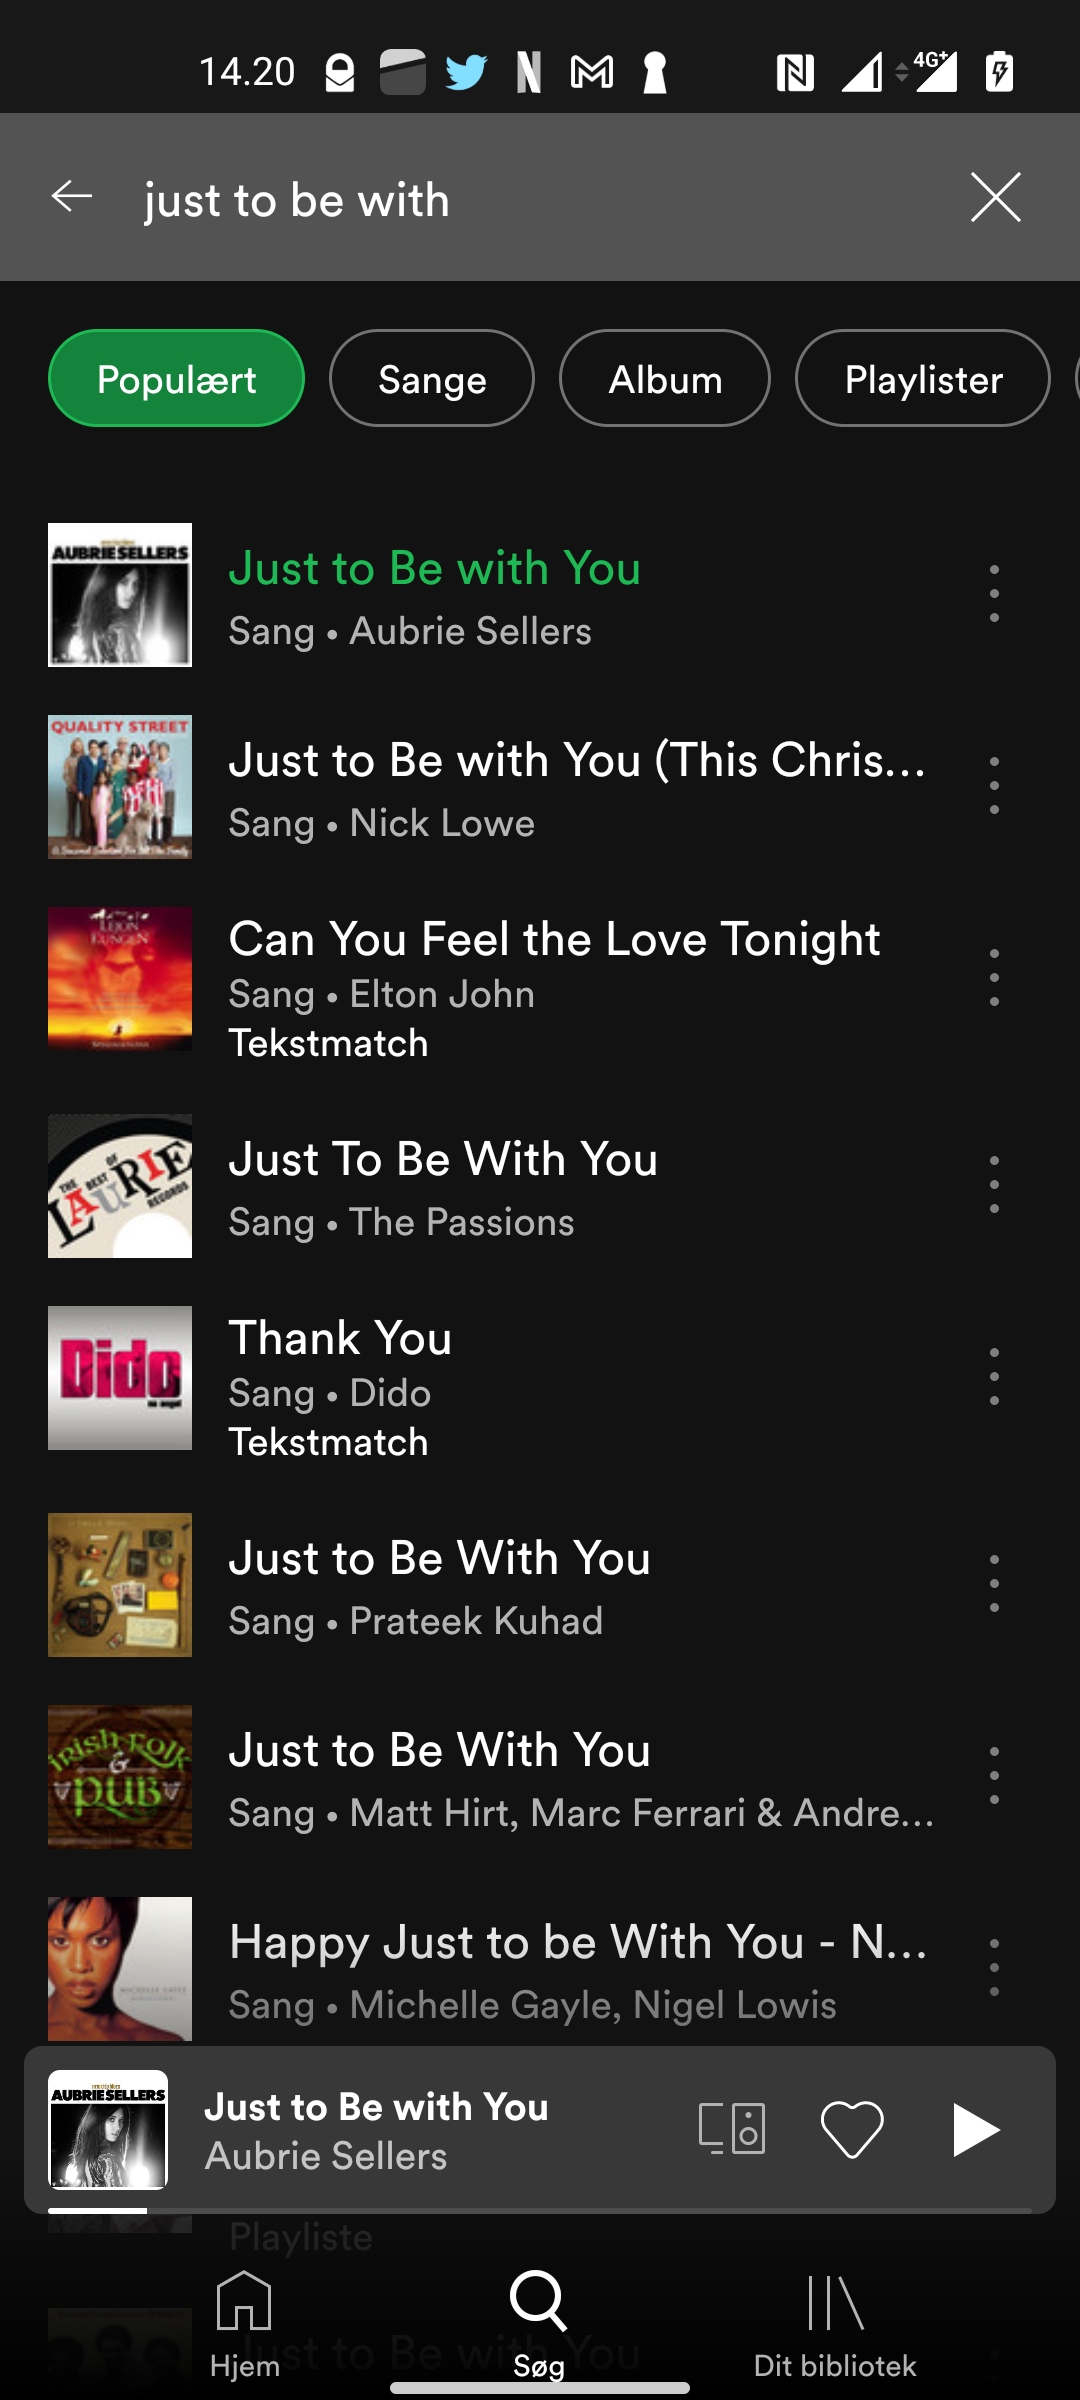 14.20
4G+
just to be with
Populært
Sange
Album
Playlister
AUBRIE SELLERS
Just to Be with You
Sang • Aubrie Sellers
QUALITY STREET
Just to Be with You (This Chris...
Sang • Nick Lowe
LEJON
KUNGEN
Can You Feel the Love Tonight
Sang • Elton John
Tekstmatch
THE BEST OF
LAURIE
RECORDS
Just To Be With You
Sang • The Passions
Dido
no angel
Thank You
Sang • Dido
Tekstmatch
Just to Be With You
Sang • Prateek Kuhad
Irish Folk
&
PUB
Just to Be With You
Sang • Matt Hirt, Marc Ferrari & Andre...
MICHELLE GAYLE
Happy Just to be With You - N...
Sang • Michelle Gayle, Nigel Lowis
AUBRIE SELLERS
Just to Be with You
Aubrie Sellers
Playliste
Just to Be with You
Hjem
Søg
Dit bibliotek